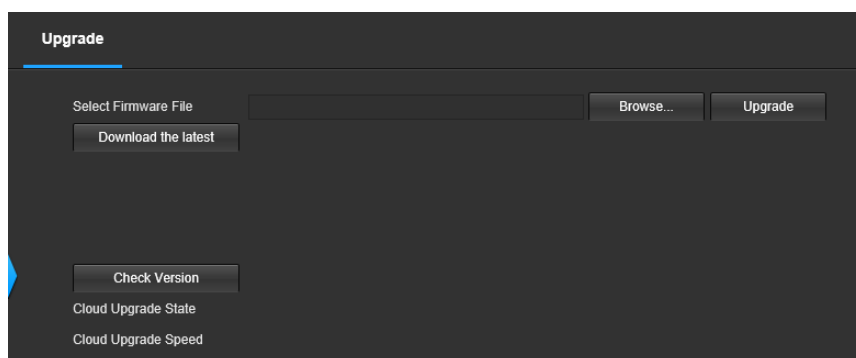 Upgrade
Select Firmware File Browse... Upgrade
Download the latest
Check Version
Cloud Upgrade State
Cloud Upgrade Speed